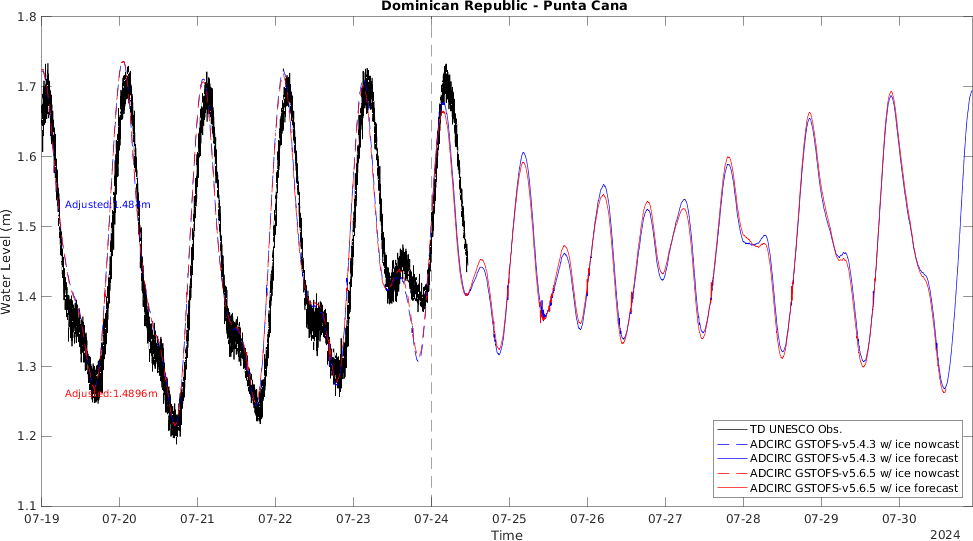 Dominican Republic - Punta Cana
Water Level (m)
1.8
1.7
1.6
1.5
1.4
1.3
1.2
1.1
Adjusted:1.484m
Adjusted:1.4896m
TD UNESCO Obs.
ADCIRC GSTOFS-v5.4.3 w/ ice nowcast
ADCIRC GSTOFS-v5.4.3 w/ ice forecast
ADCIRC GSTOFS-v5.6.5 w/ ice nowcast
ADCIRC GSTOFS-v5.6.5 w/ ice forecast
07-19 07-20 07-21 07-22 07-23 07-24 07-25 07-26 07-27 07-28 07-29 07-30
Time
2024